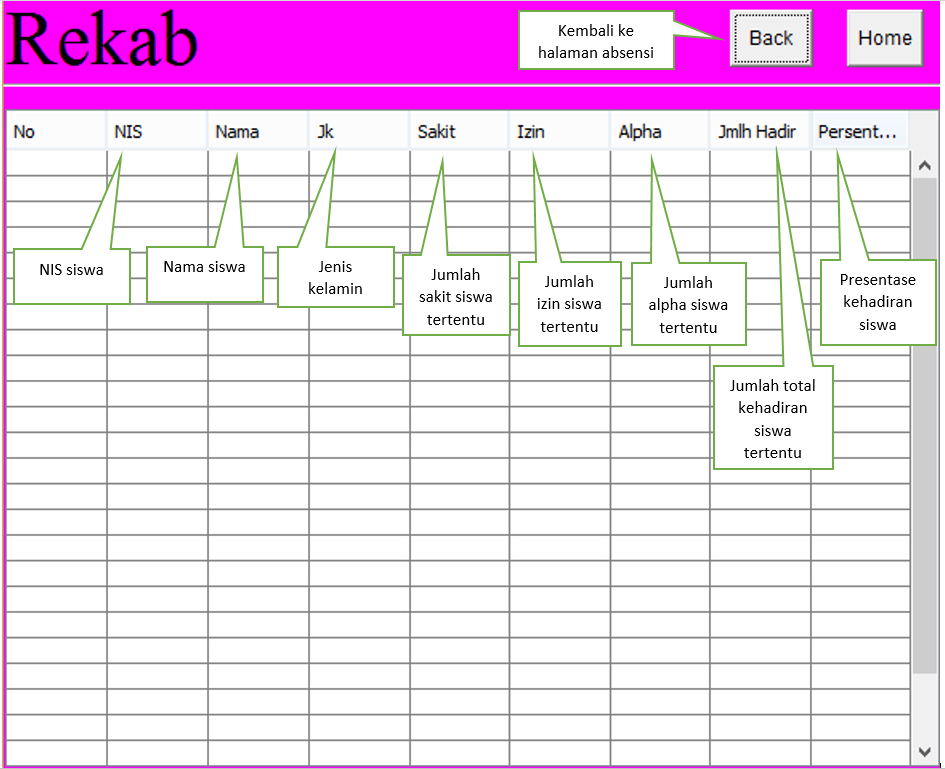 Rekab
Kembali ke
halaman absensi
Back
Home
No NIS Nama Jk Sakit Izin Alpha Jmlh Hadir Persent...
NIS siswa
Nama siswa
Jenis
kelamin
Jumlah
sakit siswa
tertentu
Jumlah
izin siswa
tertentu
Jumlah
alpha siswa
tertentu
Presentase
kehadiran
siswa
Jumlah total
kehadiran
siswa
tertentu